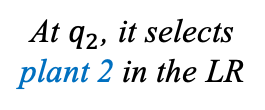 At q₂, it selects
plant 2 in the LR